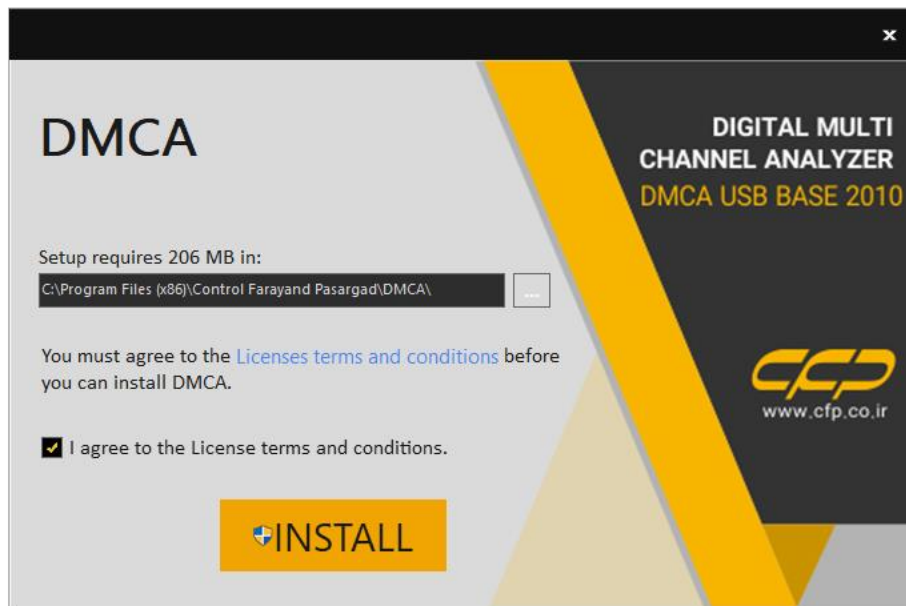 x
DMCA
DIGITAL MULTI
CHANNEL ANALYZER
DMCA USB BASE 2010
Setup requires 206 MB in:
C:\Program Files (x86)\Control Farayand Pasargad\DMCA\
...
You must agree to the Licenses terms and conditions before
you can install DMCA.
cfp
www.cfp.co.ir
I agree to the License terms and conditions.
INSTALL